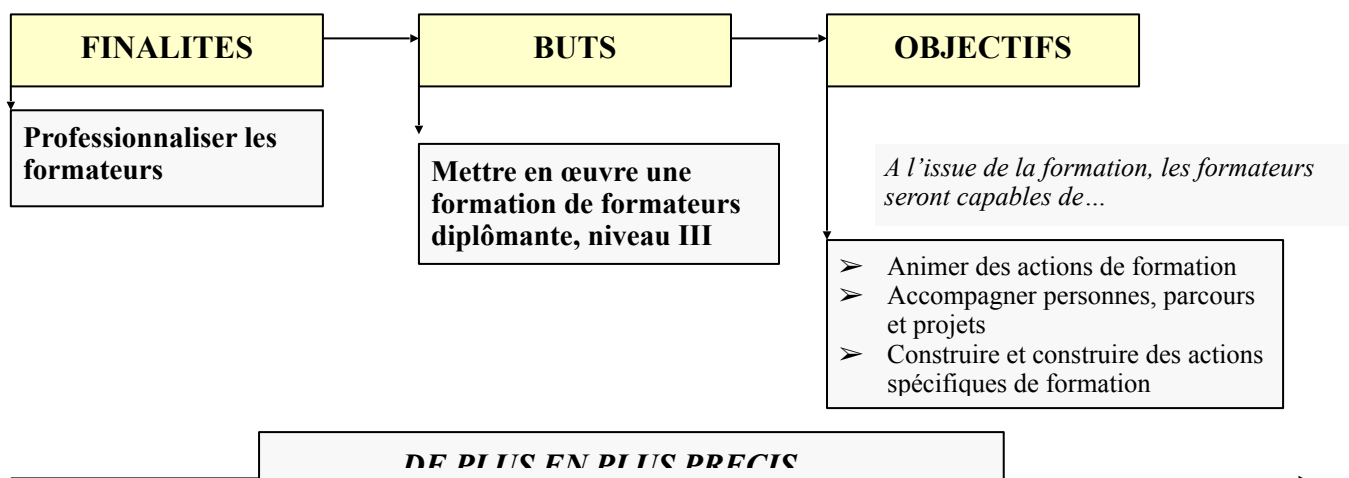 FINALITES
BUTS
OBJECTIFS
Professionnaliser les
formateurs
Mettre en œuvre une
formation de formateurs
diplômante, niveau III
A l’issue de la formation, les formateurs
seront capables de…
➢ Animer des actions de formation
➢ Accompagner personnes, parcours
et projets
➢ Construire et construire des actions
spécifiques de formation
DE PLUS EN PLUS PRECIS